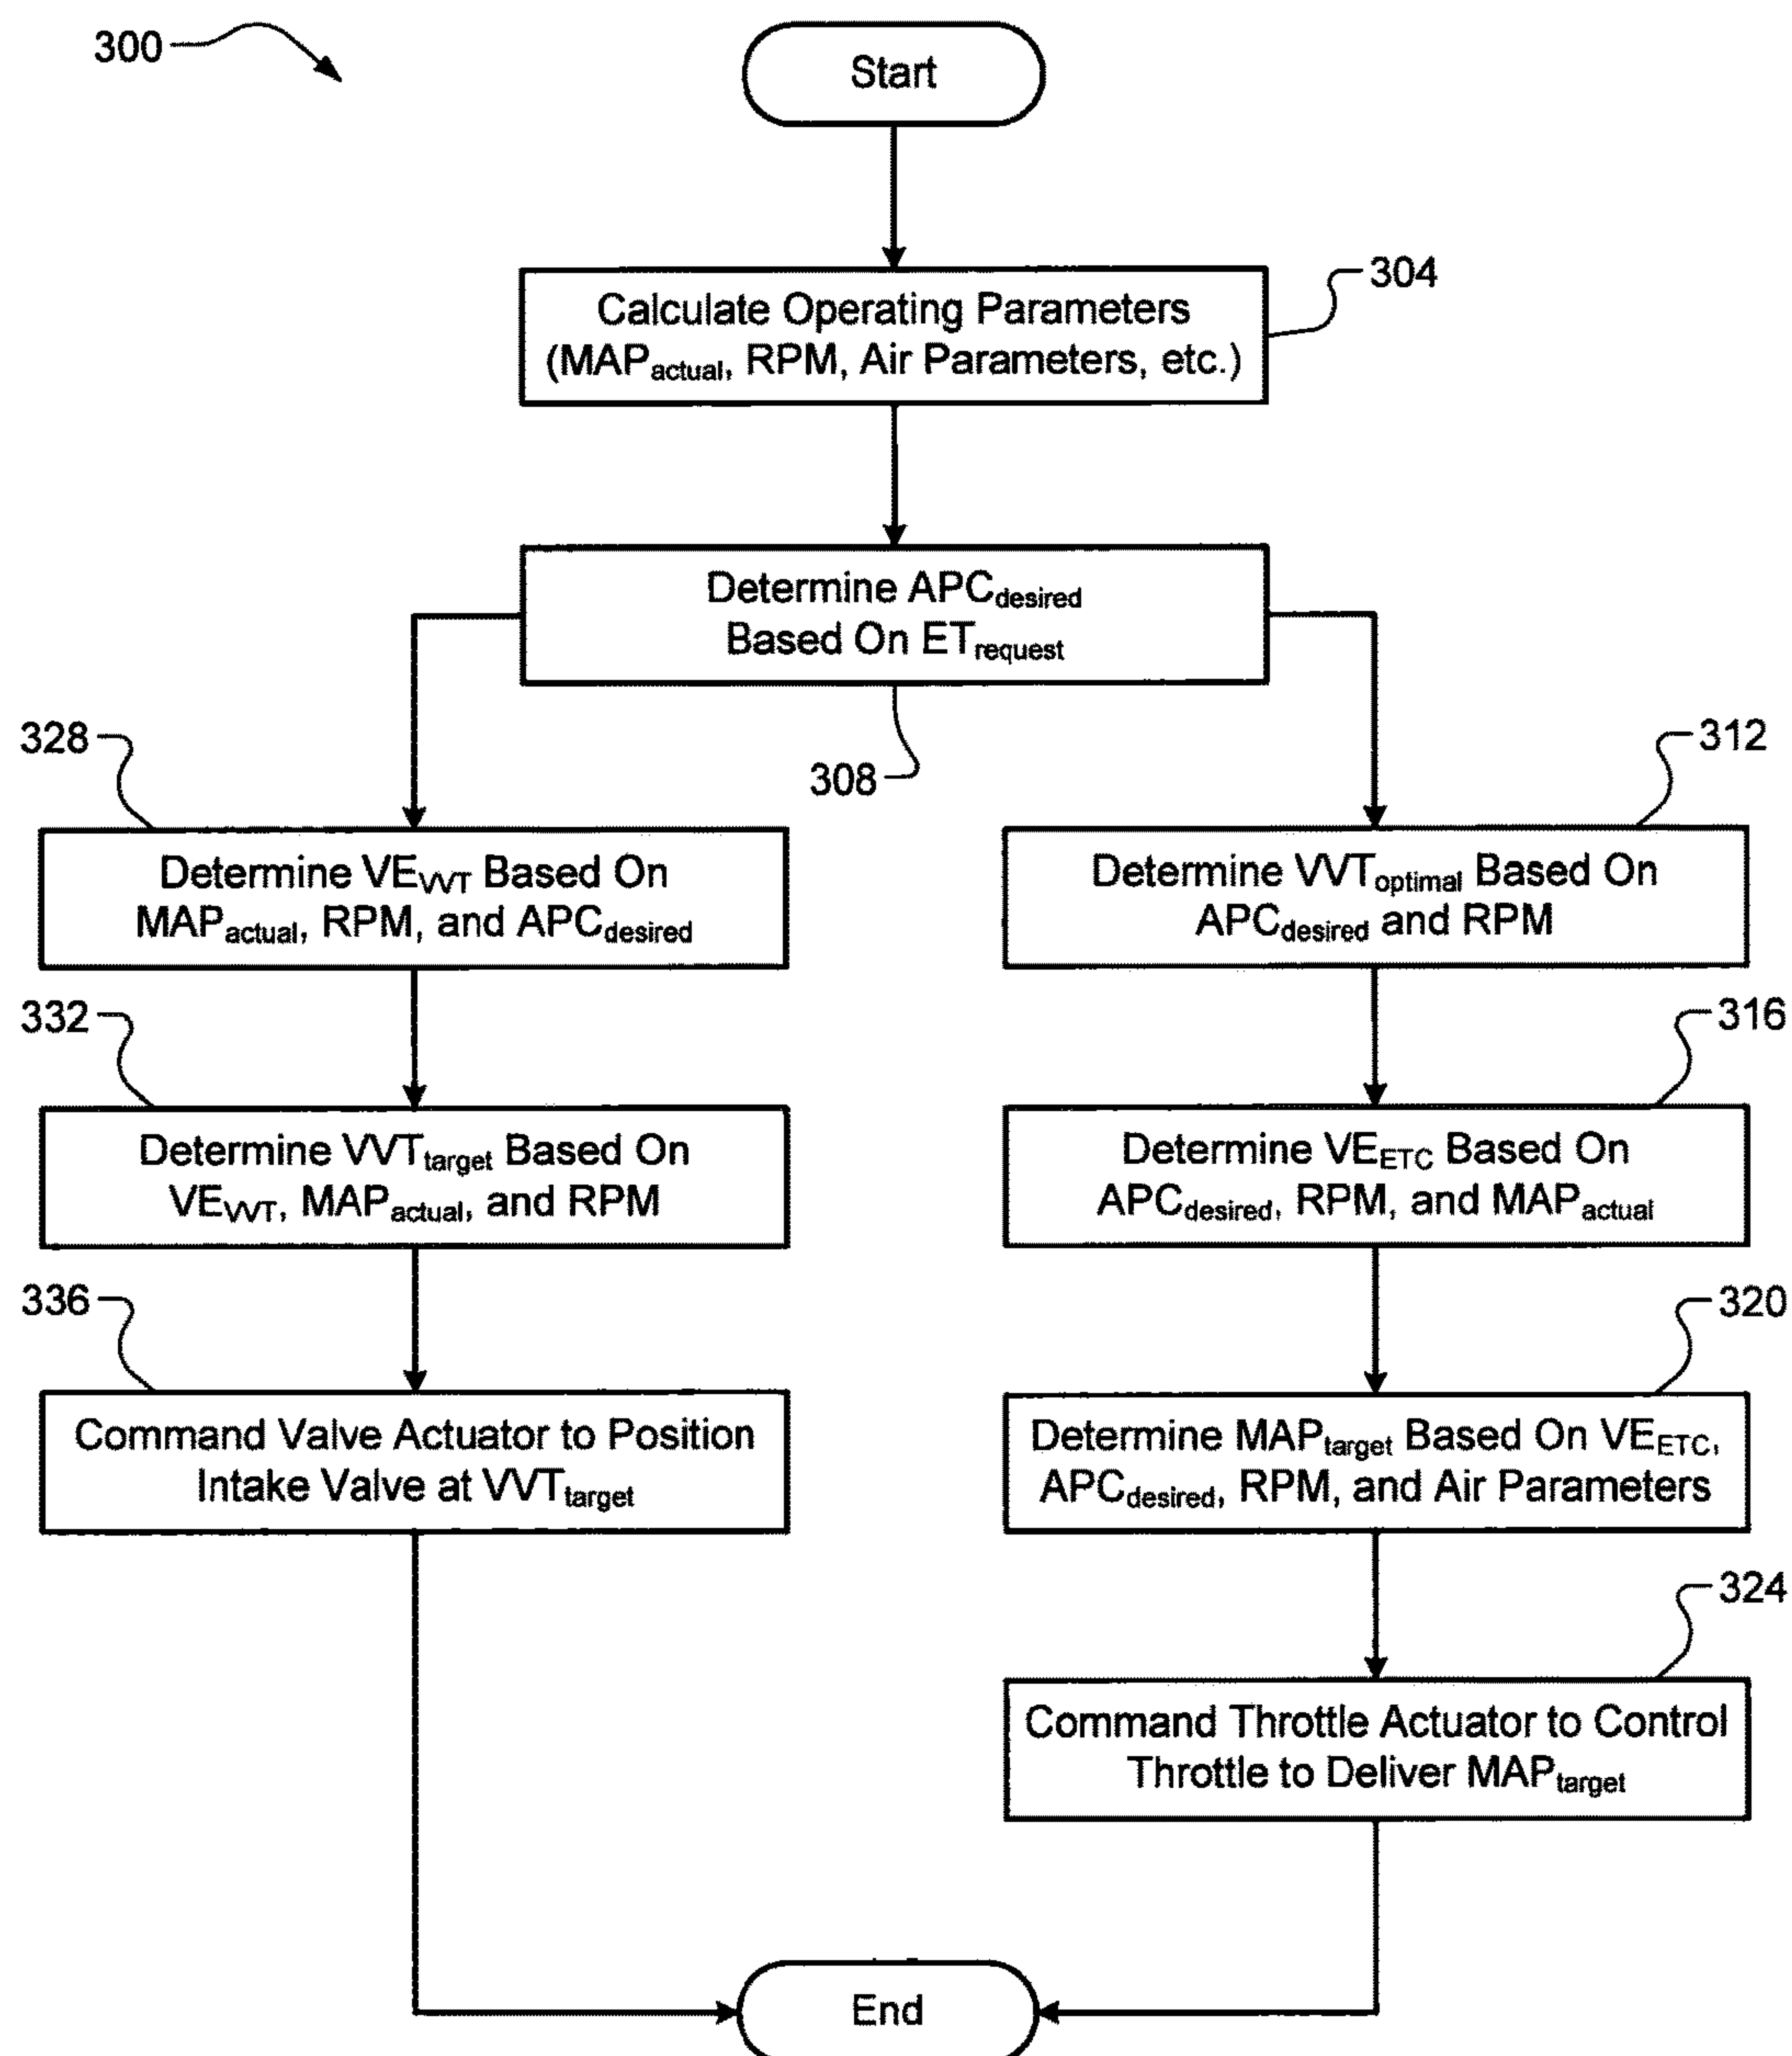 300
Start
304
Calculate Operating Parameters
(MAPactual, RPM, Air Parameters, etc.)
Determine APCdesired
Based On ETrequest
308
328
Determine VEVVT Based On
MAPactual, RPM, and APCdesired
312
Determine VVToptimal Based On
APCdesired and RPM
332
Determine VVTtarget Based On
VEVVT, MAPactual, and RPM
316
Determine VEETC Based On
APCdesired, RPM, and MAPactual
336
Command Valve Actuator to Position
Intake Valve at VVTtarget
320
Determine MAPtarget Based On VEETC,
APCdesired, RPM, and Air Parameters
324
Command Throttle Actuator to Control
Throttle to Deliver MAPtarget
End